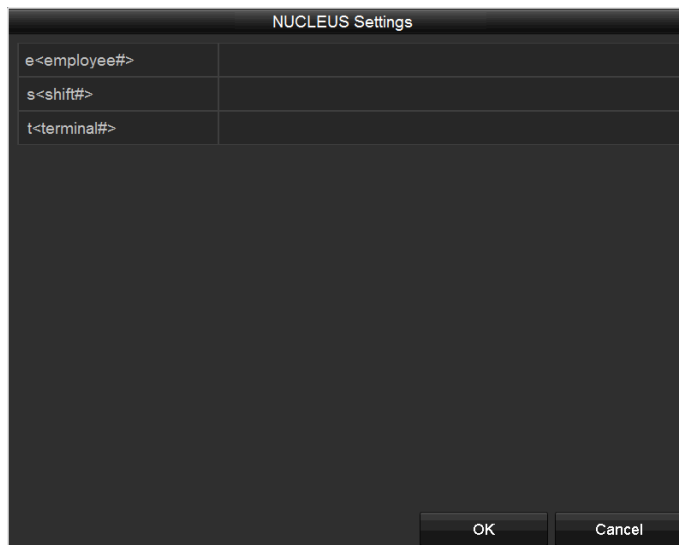 NUCLEUS Settings
e<employee#>
s<shift#>
t<terminal#>
OK Cancel